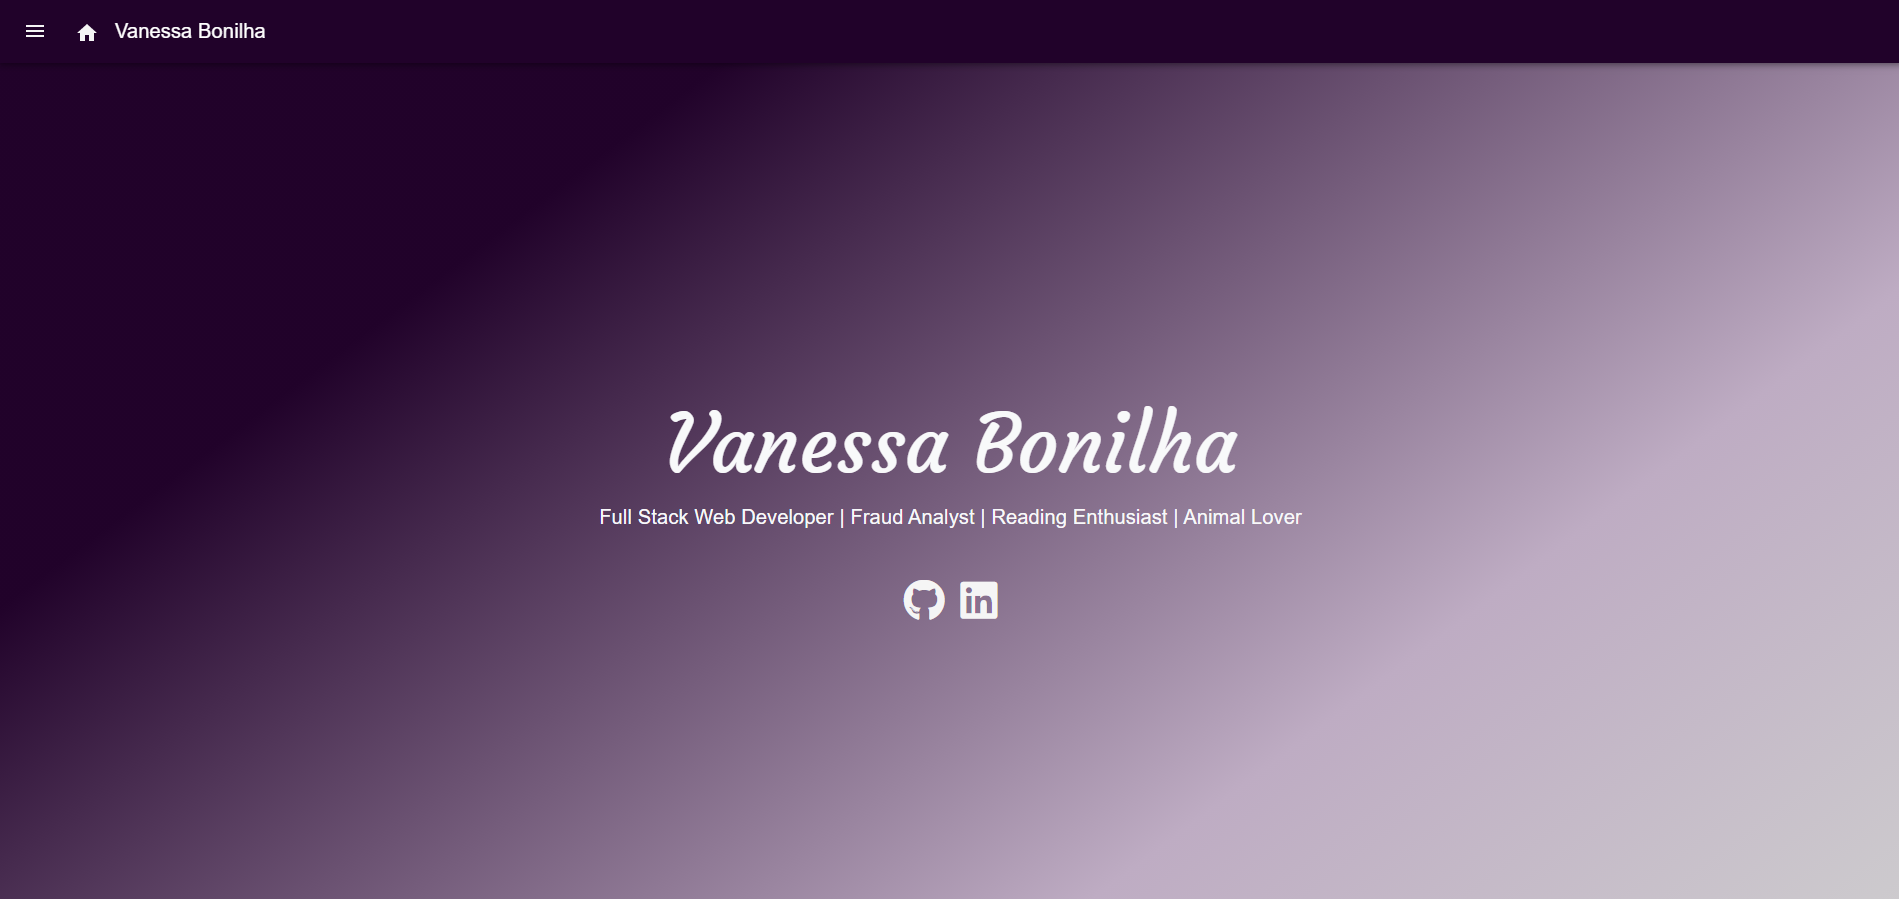 Vanessa Bonilha
Vanessa Bonilha
Full Stack Web Developer | Fraud Analyst | Reading Enthusiast | Animal Lover
in